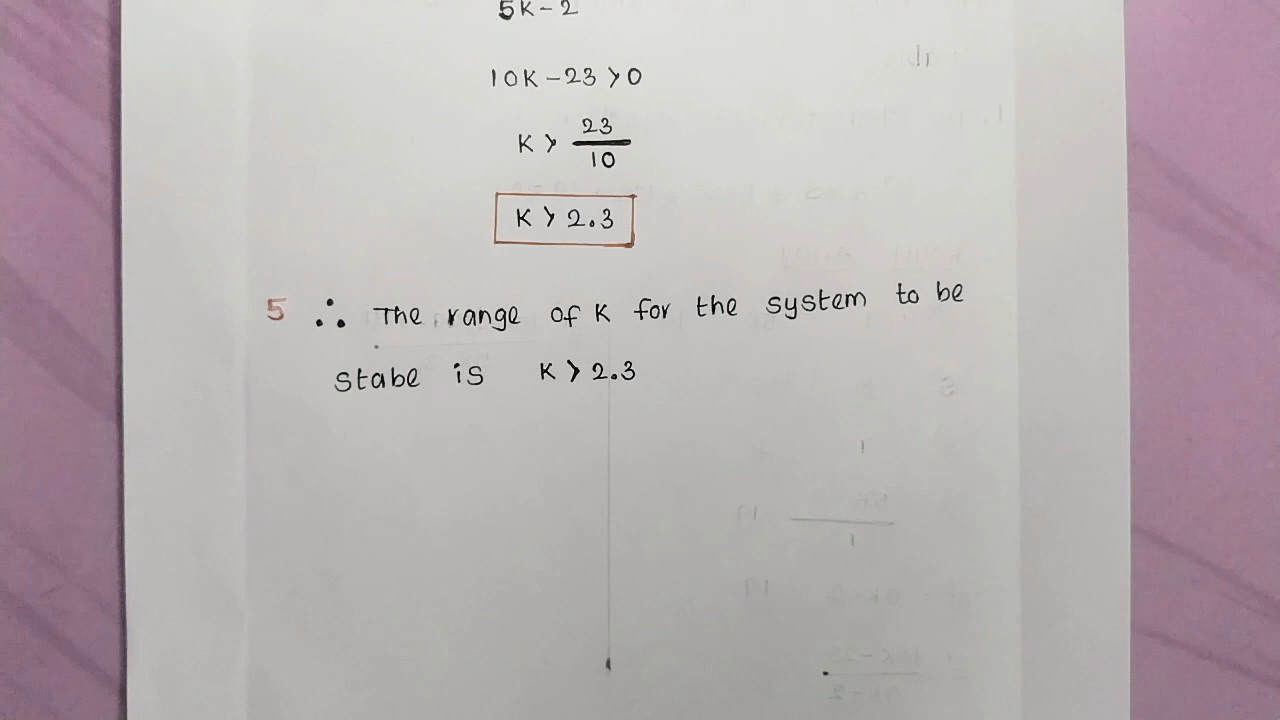 5K-2
10K-23>0
K> 23/10
K>2.3
5 ∴ The range of K for the system to be
stabe is K>2.3